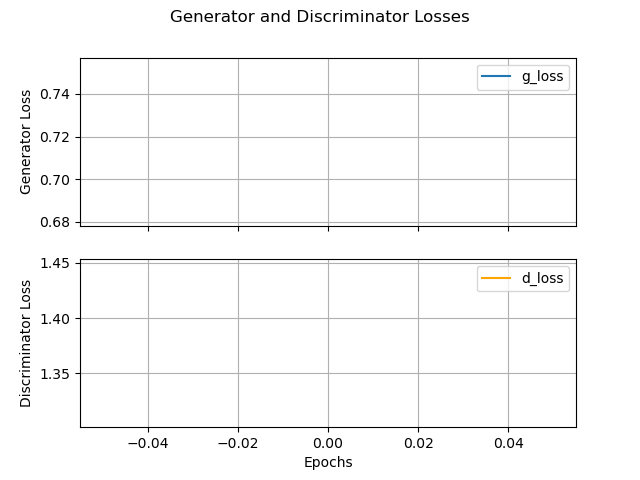 Generator and Discriminator Losses
g_loss
Generator Loss
0.74
0.72
0.70
0.68
d_loss
Discriminator Loss
1.45
1.40
1.35
−0.04 −0.02 0.00 0.02 0.04
Epochs